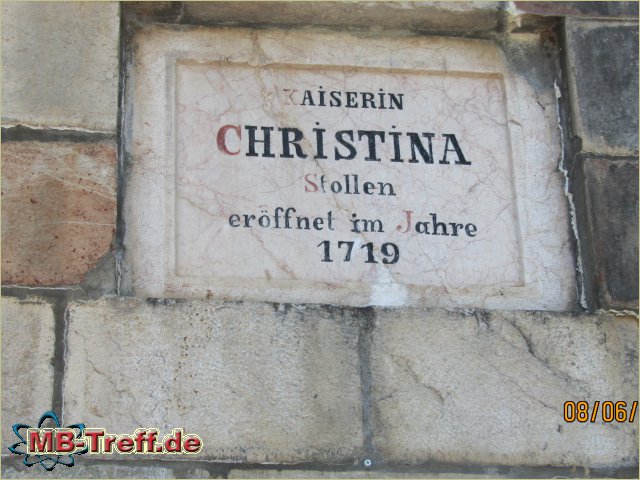 KAiSERiN
CHRiSTiNA
Stollen
eröffnet im Jahre
1719
08/06/
MB-Treff.de